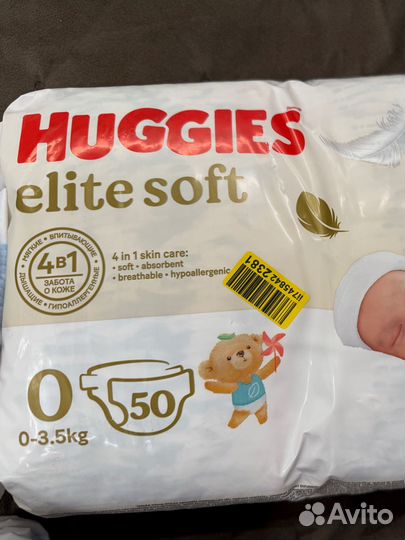 HUGGIES
elite soft
МЯГКИЕ • ВПИТЫВАЮЩИЕ
4 В 1
ЗАБОТА
О КОЖЕ
ДЫШАЩИЕ • ГИПОАЛЛЕРГЕННЫЕ
4 in 1 skin care:
• soft • absorbent
• breathable • hypoallergenic
li745842 2381
0
50
0-3.5kg
Avito